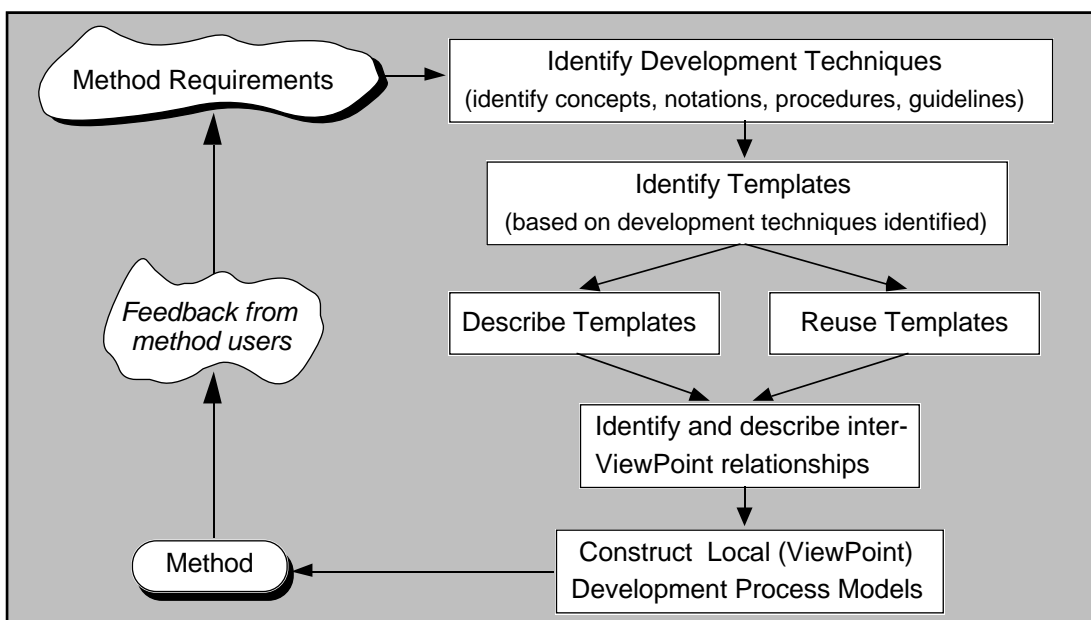 Method Requirements
Identify Development Techniques
(identify concepts, notations, procedures, guidelines)
Identify Templates
(based on development techniques identified)
Describe Templates
Reuse Templates
Identify and describe inter-
ViewPoint relationships
Construct Local (ViewPoint)
Development Process Models
Method
Feedback from
method users